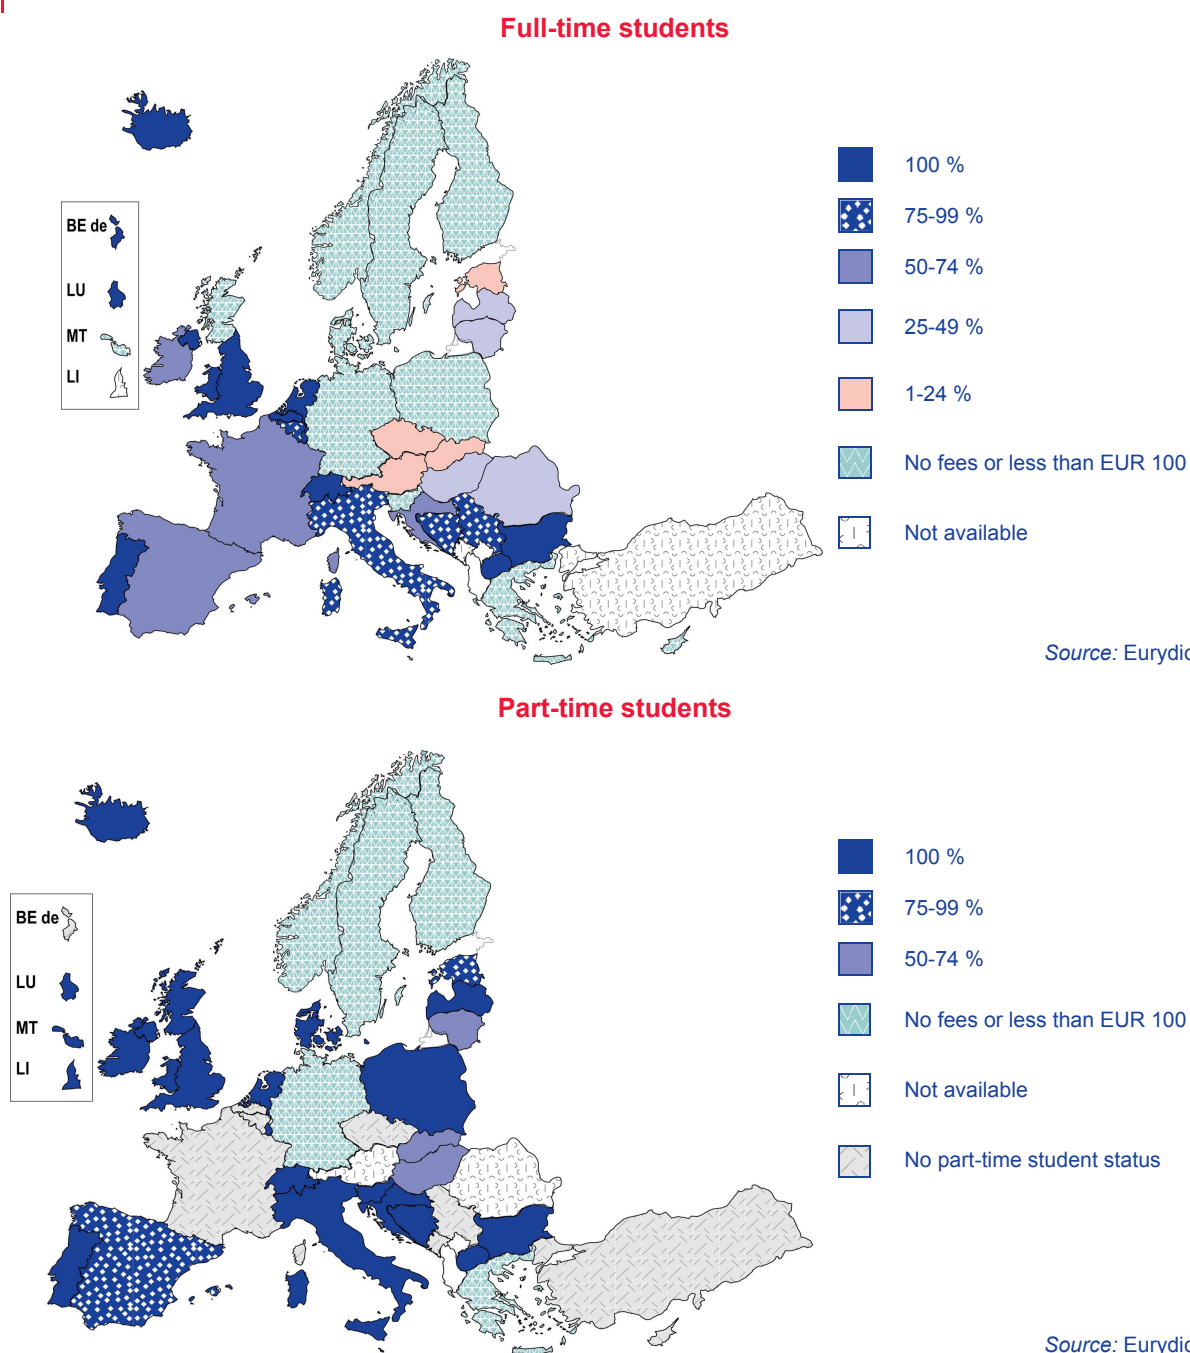 Full-time students
BE de
LU
MT
LI
100 %
75-99 %
50-74 %
25-49 %
1-24 %
No fees or less than EUR 100
Not available
Source: Eurydic
Part-time students
BE de
LU
MT
LI
100 %
75-99 %
50-74 %
No fees or less than EUR 100
Not available
No part-time student status
Source: Eurydic